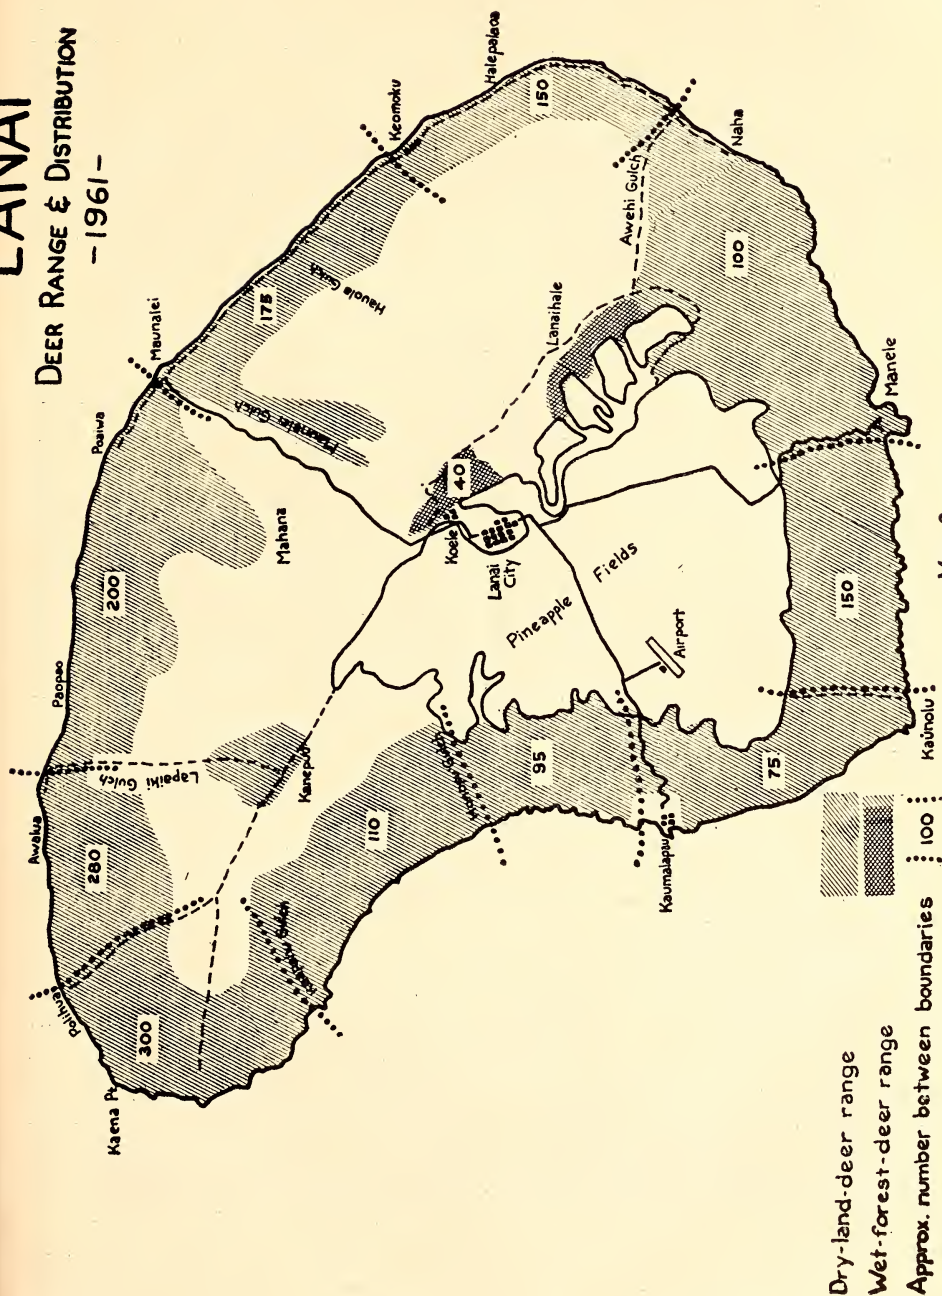 LANAI
DEER RANGE & DISTRIBUTION
-1961-
Halepalaoa
Keomoku
150
Maunalei
175
Hauola Gulch
Naha
Awehi Gulch
100
Poaiwa
Maunalei Gulch
Lanaihale
200
Mahana
40
Koele
Lanai
City
Manele
Paopao
Pineapple Fields
Airport
150
Awalua
Lapaiki Gulch
Kanepuu
95
75
Kaunolu
280
110
Kaumalapau
Polihua
300
Kaena Pt.
Dry-land-deer range
Wet-forest-deer range
Approx. number between boundaries 100